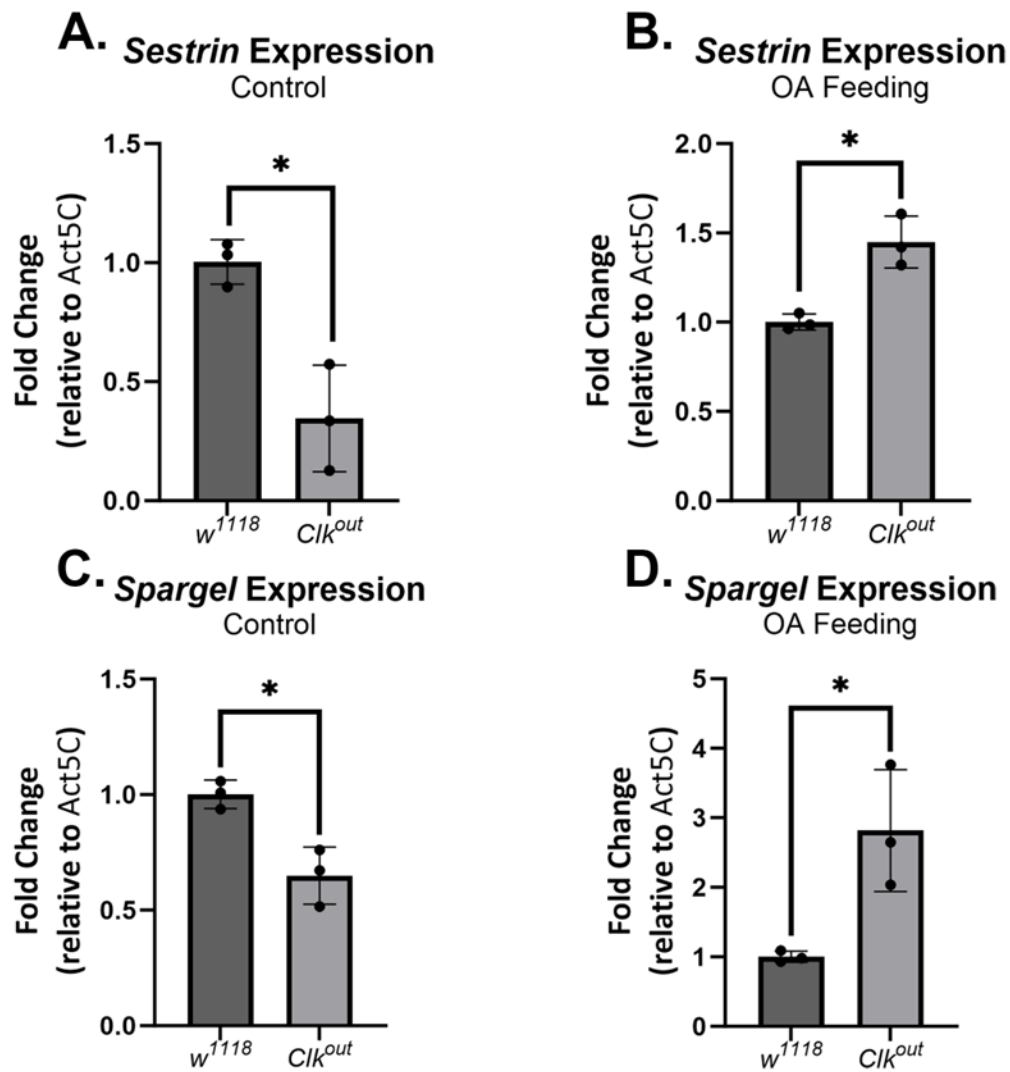 A.
Sestrin Expression
Control
Fold Change
(relative to Act5C)
1.5
1.0
0.5
0.0
*
w1118
Clkout
B.
Sestrin Expression
OA Feeding
Fold Change
(relative to Act5C)
2.0
1.5
1.0
0.5
0.0
*
w1118
Clkout
C.
Spargel Expression
Control
Fold Change
(relative to Act5C)
1.5
1.0
0.5
0.0
*
w1118
Clkout
D.
Spargel Expression
OA Feeding
Fold Change
(relative to Act5C)
5
4
3
2
1
0
*
w1118
Clkout